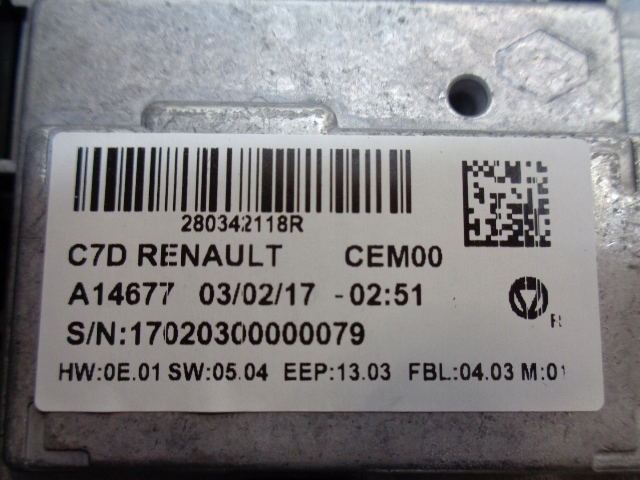 280342118R
C7D RENAULT CEM00
A14677 03/02/17 -02:51
S/N:17020300000079
HW:0E.01 SW:05.04 EEP:13.03 FBL:04.03 M:01